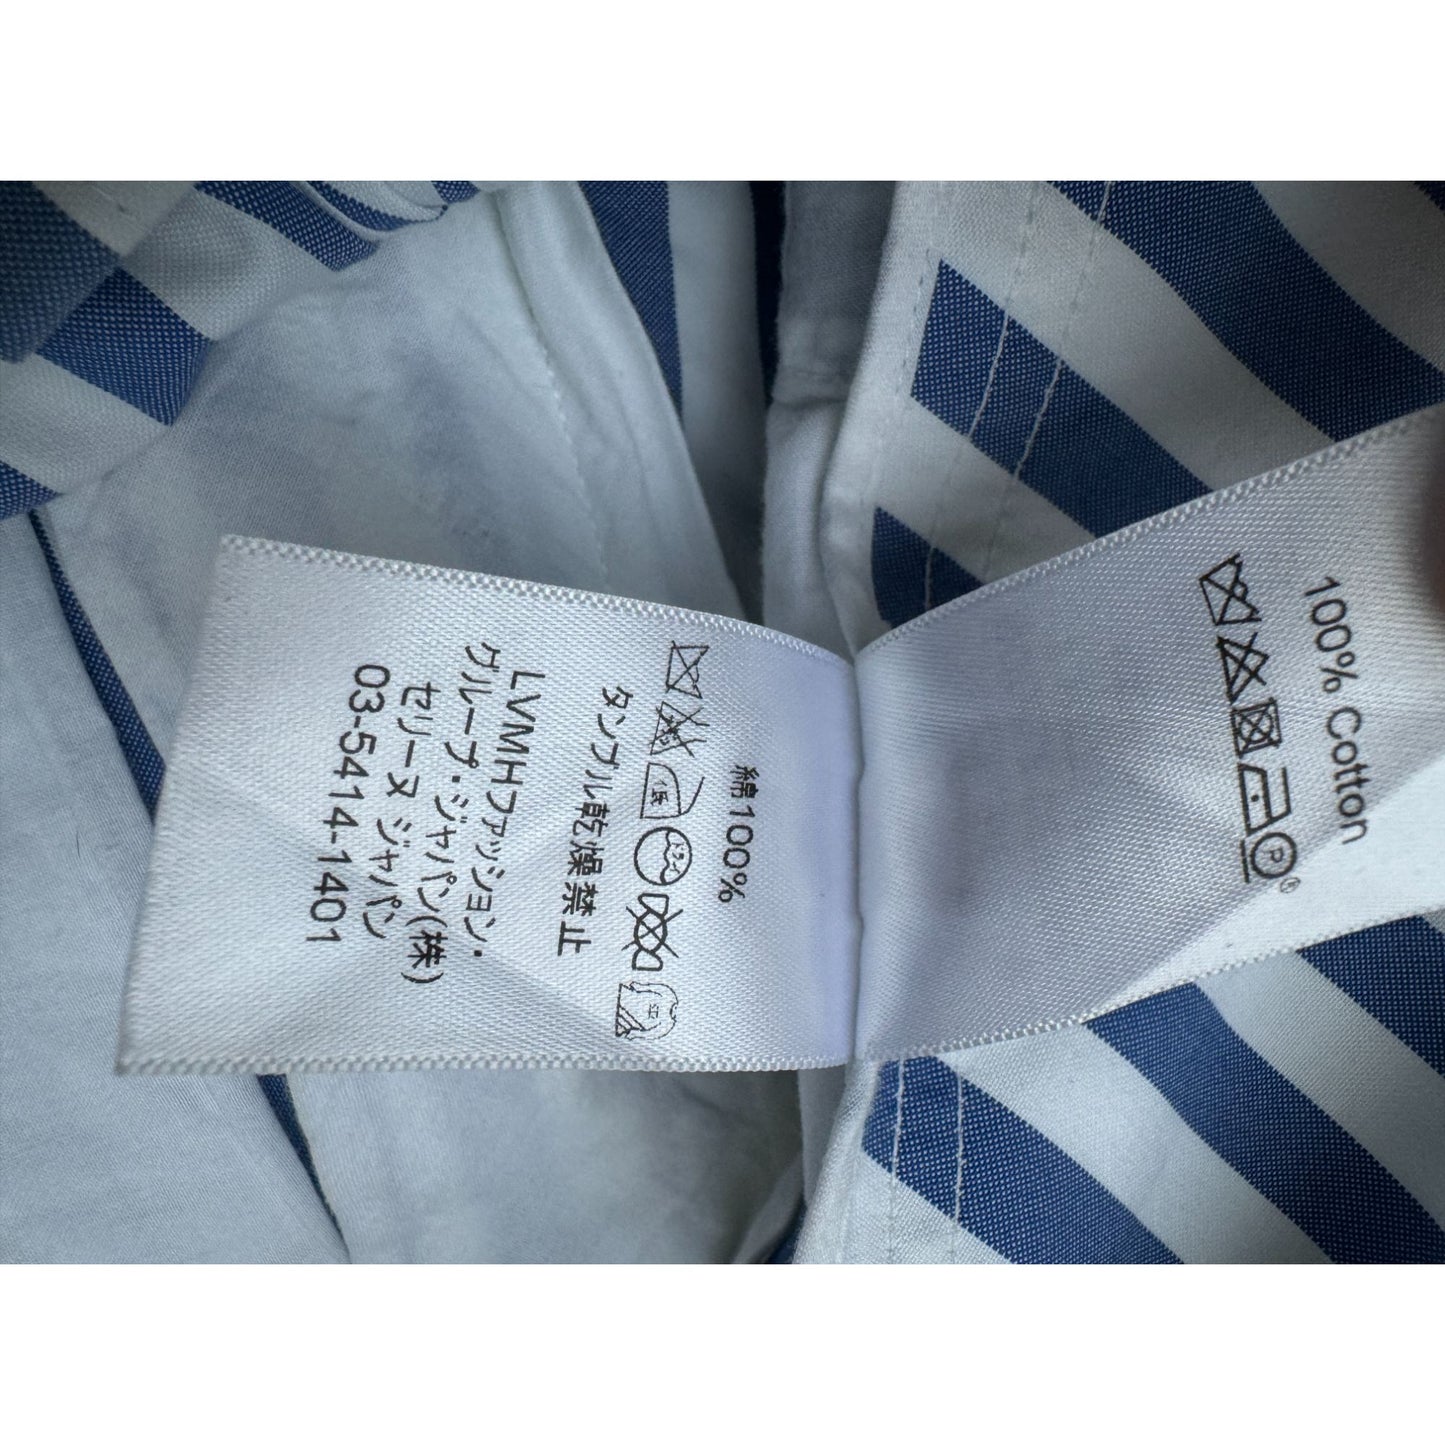 綿100%
タンブル乾燥禁止
LVMHファッション・
グループ・ジャパン(株)
セリーヌ ジャパン
03-5414-1401
100% Cotton
P®